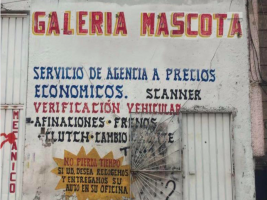 GALERIA MASCOTA
SERVICIO DE AGENCIA A PRECIOS
ECONOMICOS. SCANNER
VERIFICACIÓN VEHICULAR
•AFINACIONES•FRENOS
•CLUTCH•CAMBIO
MECANICO
NO PIERDA TIEMPO
SI UD. DESEA RECOGEMOS
Y ENTREGAMOS SU
AUTO EN SU OFICINA